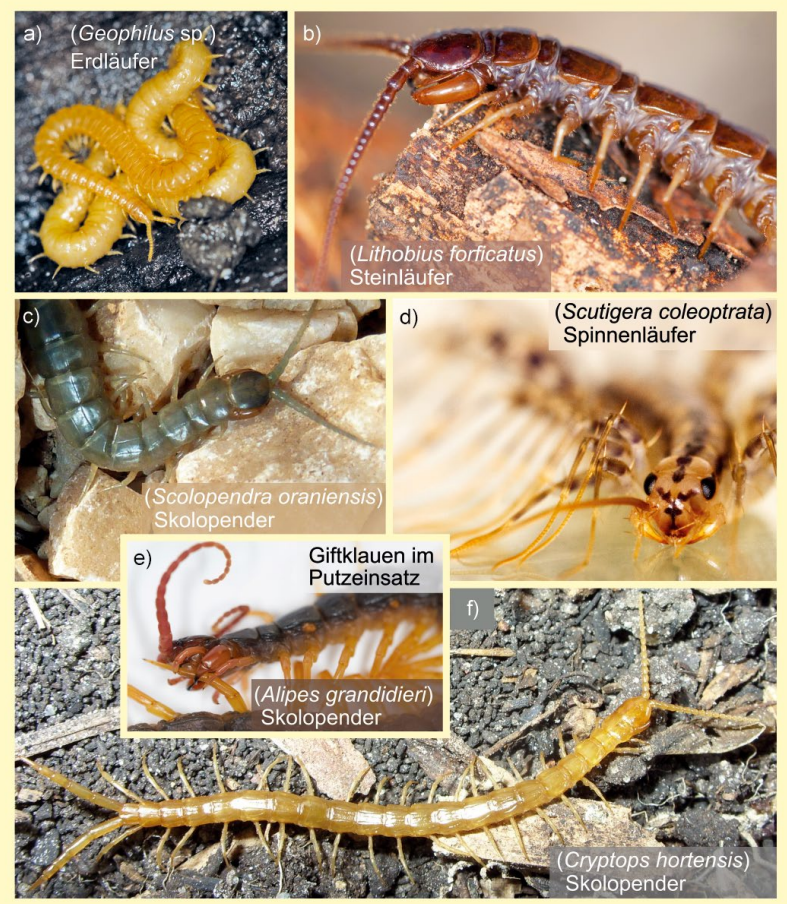 a)
(Geophilus sp.)
Erdläufer
b)
(Lithobius forficatus)
Steinläufer
c)
(Scolopendra oraniensis)
Skolopender
d)
(Scutigera coleoptrata)
Spinnenläufer
e)
Giftklauen im
Putzeinsatz
(Alipes grandidieri)
Skolopender
f)
(Cryptops hortensis)
Skolopender